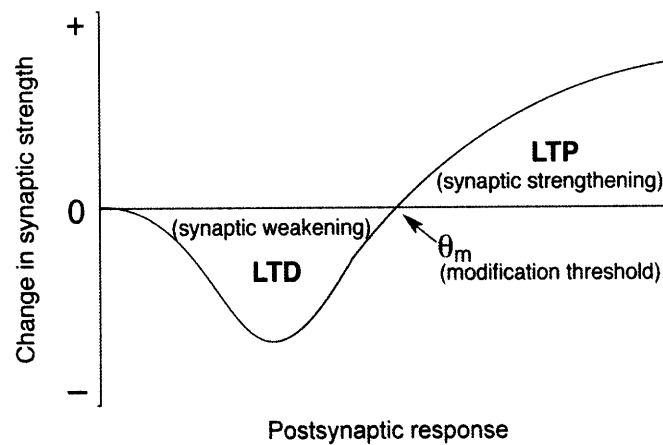 +
Change in synaptic strength
0
LTP
(synaptic strengthening)
(synaptic weakening)
LTD
θm
(modification threshold)
−
Postsynaptic response